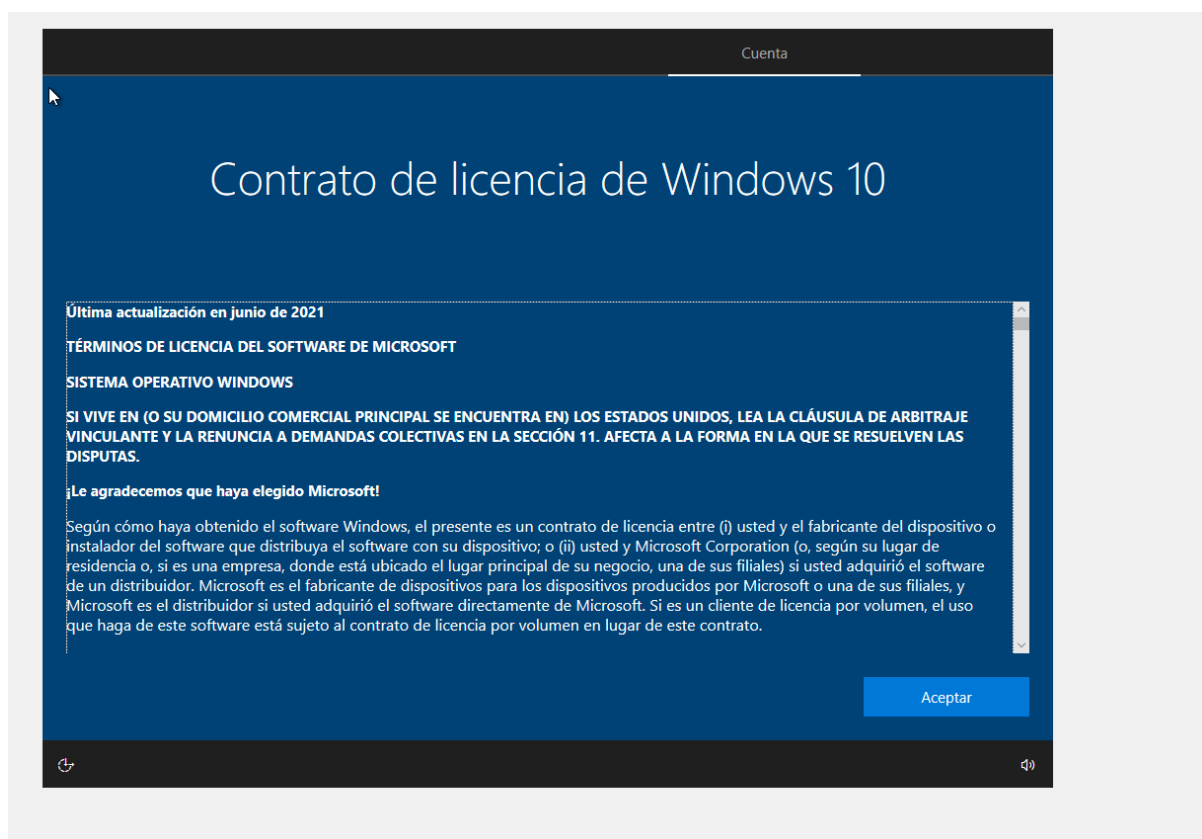 Cuenta
Contrato de licencia de Windows 10
Última actualización en junio de 2021
TÉRMINOS DE LICENCIA DEL SOFTWARE DE MICROSOFT
SISTEMA OPERATIVO WINDOWS
SI VIVE EN (O SU DOMICILIO COMERCIAL PRINCIPAL SE ENCUENTRA EN) LOS ESTADOS UNIDOS, LEA LA CLÁUSULA DE ARBITRAJE
VINCULANTE Y LA RENUNCIA A DEMANDAS COLECTIVAS EN LA SECCIÓN 11. AFECTA A LA FORMA EN LA QUE SE RESUELVEN LAS
DISPUTAS.
¡Le agradecemos que haya elegido Microsoft!
Según cómo haya obtenido el software Windows, el presente es un contrato de licencia entre (i) usted y el fabricante del dispositivo o
instalador del software que distribuya el software con su dispositivo; o (ii) usted y Microsoft Corporation (o, según su lugar de
residencia o, si es una empresa, donde está ubicado el lugar principal de su negocio, una de sus filiales) si usted adquirió el software
de un distribuidor. Microsoft es el fabricante de dispositivos para los dispositivos producidos por Microsoft o una de sus filiales, y
Microsoft es el distribuidor si usted adquirió el software directamente de Microsoft. Si es un cliente de licencia por volumen, el uso
que haga de este software está sujeto al contrato de licencia por volumen en lugar de este contrato.
Aceptar